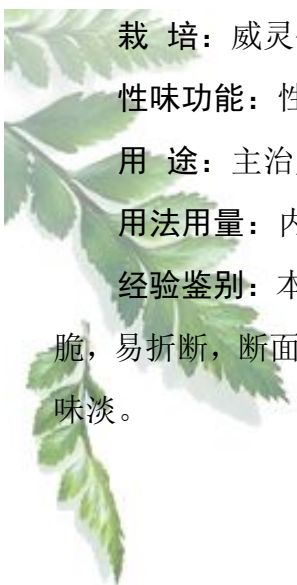 栽 培：威灵
性味功能：性
用 途：主治
用法用量：内
经验鉴别：本
脆，易折断，断面
味淡。